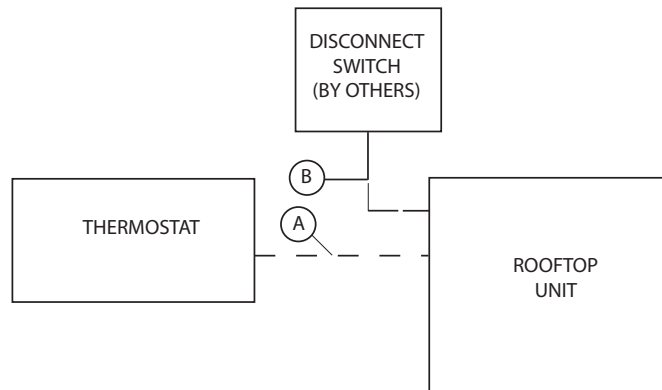 DISCONNECT
SWITCH
(BY OTHERS)
B
THERMOSTAT
A
ROOFTOP
UNIT